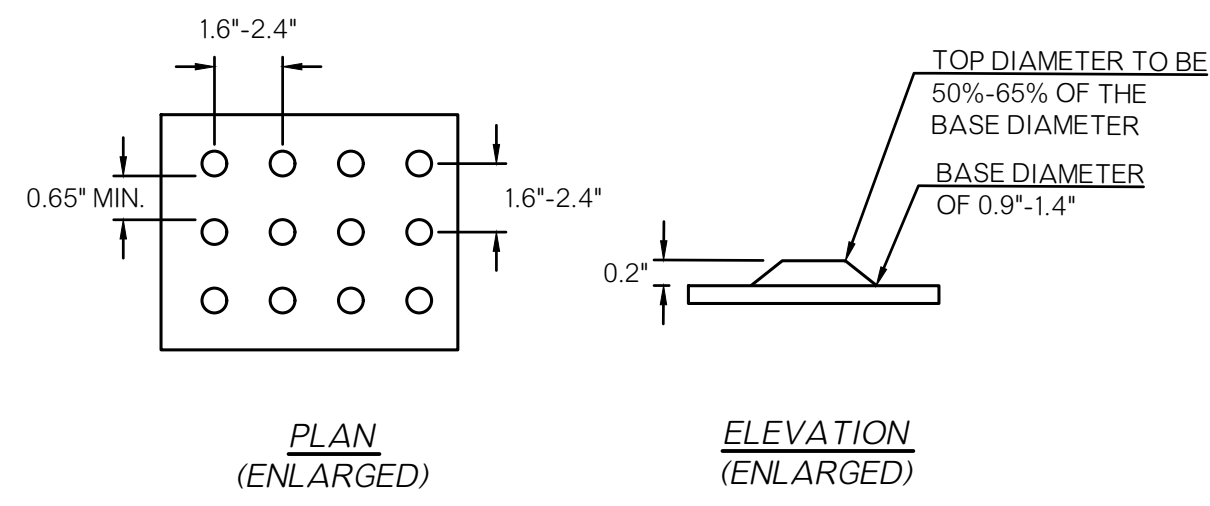 1.6"-2.4"
0.65" MIN.
1.6"-2.4"
PLAN
(ENLARGED)
TOP DIAMETER TO BE
50%-65% OF THE
BASE DIAMETER
BASE DIAMETER
OF 0.9"-1.4"
0.2"
ELEVATION
(ENLARGED)